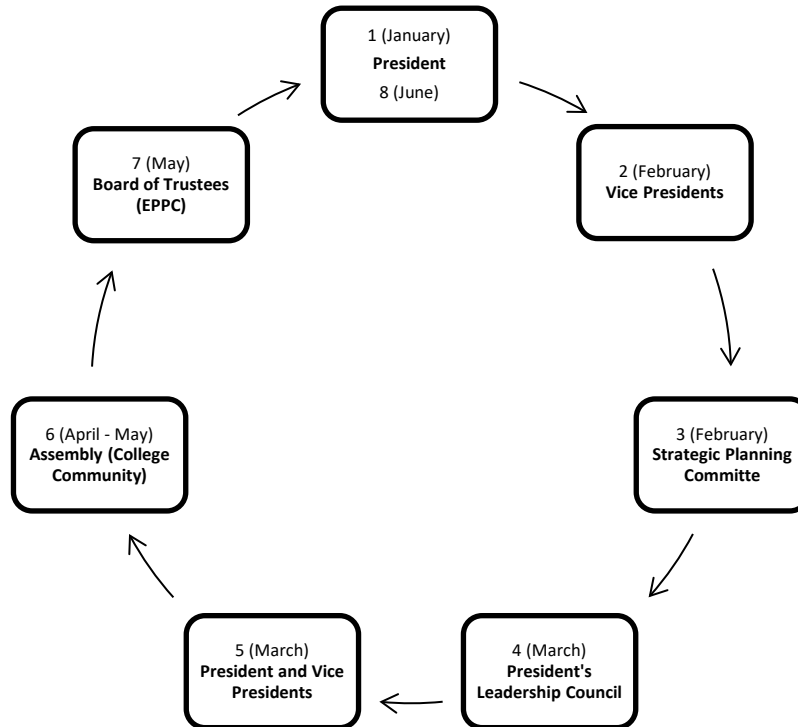 1 (January)
President
8 (June)
2 (February)
Vice Presidents
3 (February)
Strategic Planning
Committe
4 (March)
President's
Leadership Council
5 (March)
President and Vice
Presidents
6 (April - May)
Assembly (College
Community)
7 (May)
Board of Trustees
(EPPC)